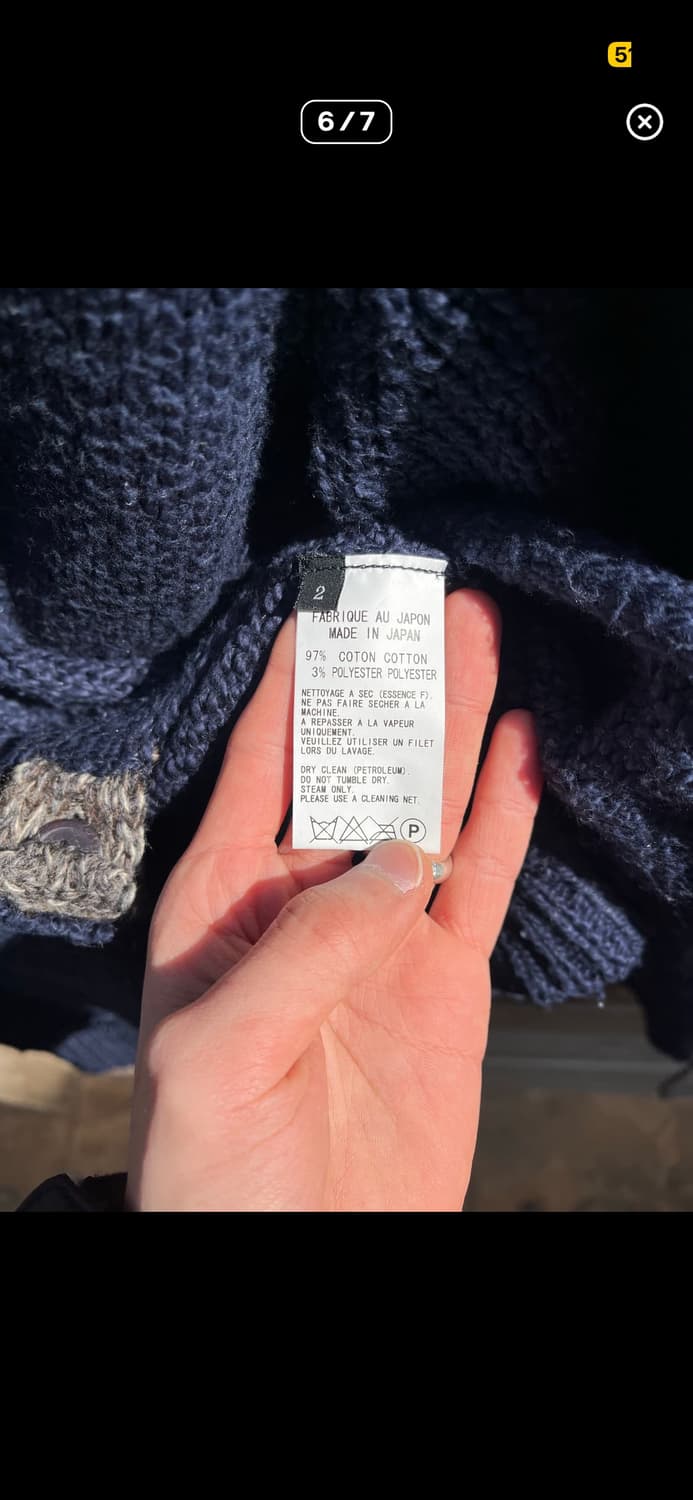 51
6/7
2
FABRIQUE AU JAPON
MADE IN JAPAN
97% COTON COTTON
3% POLYESTER POLYESTER
NETTOYAGE A SEC (ESSENCE F).
NE PAS FAIRE SECHER A LA
MACHINE.
A REPASSER À LA VAPEUR
UNIQUEMENT.
VEUILLEZ UTILISER UN FILET
LORS DU LAVAGE.
DRY CLEAN (PETROLEUM).
DO NOT TUMBLE DRY.
STEAM ONLY.
PLEASE USE A CLEANING NET.
P